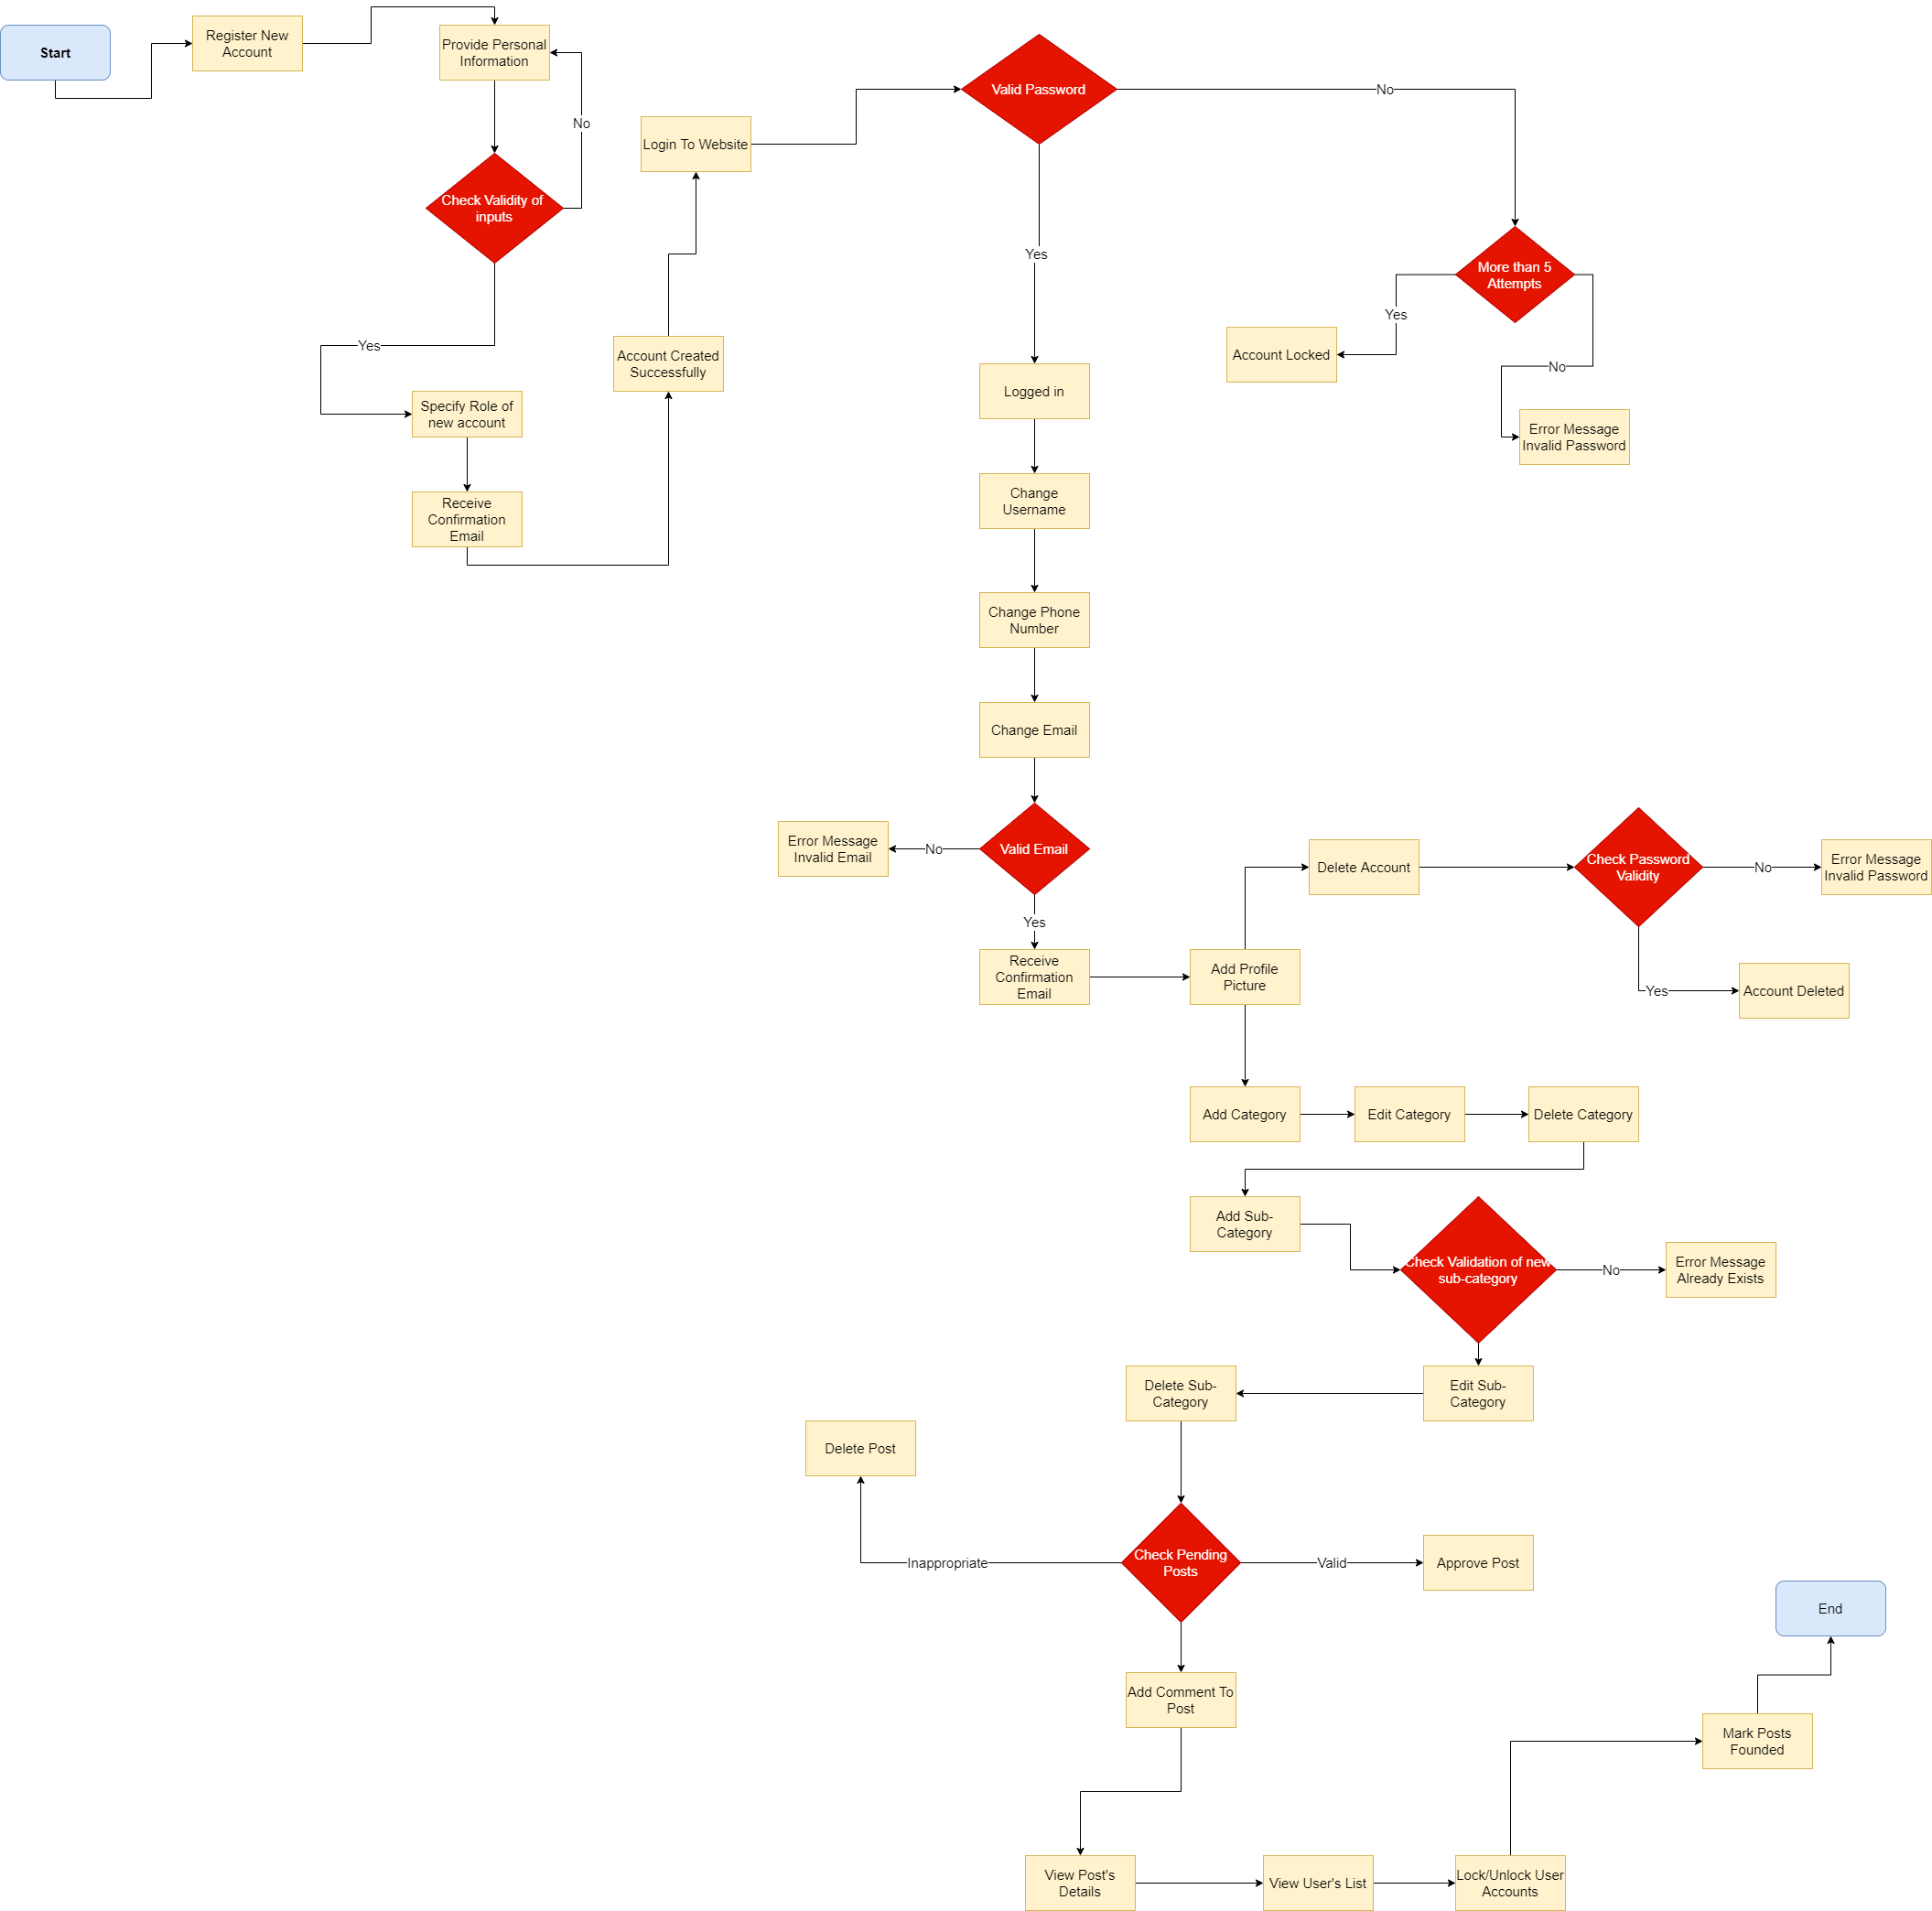 Start
Register New
Account
Provide Personal
Information
No
Check Validity of
inputs
Yes
Specify Role of
new account
Receive
Confirmation
Email
Account Created
Successfully
Login To Website
Valid Password
No
Yes
More than 5
Attempts
Yes
Account Locked
No
Error Message
Invalid Password
Logged in
Change
Username
Change Phone
Number
Change Email
Valid Email
No
Error Message
Invalid Email
Yes
Receive
Confirmation
Email
Add Profile
Picture
Delete Account
Check Password
Validity
No
Error Message
Invalid Password
Yes
Account Deleted
Add Category
Edit Category
Delete Category
Add Sub-
Category
Check Validation of new
sub-category
No
Error Message
Already Exists
Edit Sub-
Category
Delete Sub-
Category
Delete Post
Inappropriate
Check Pending
Posts
Valid
Approve Post
Add Comment To
Post
View Post's
Details
View User's List
Lock/Unlock User
Accounts
Mark Posts
Founded
End